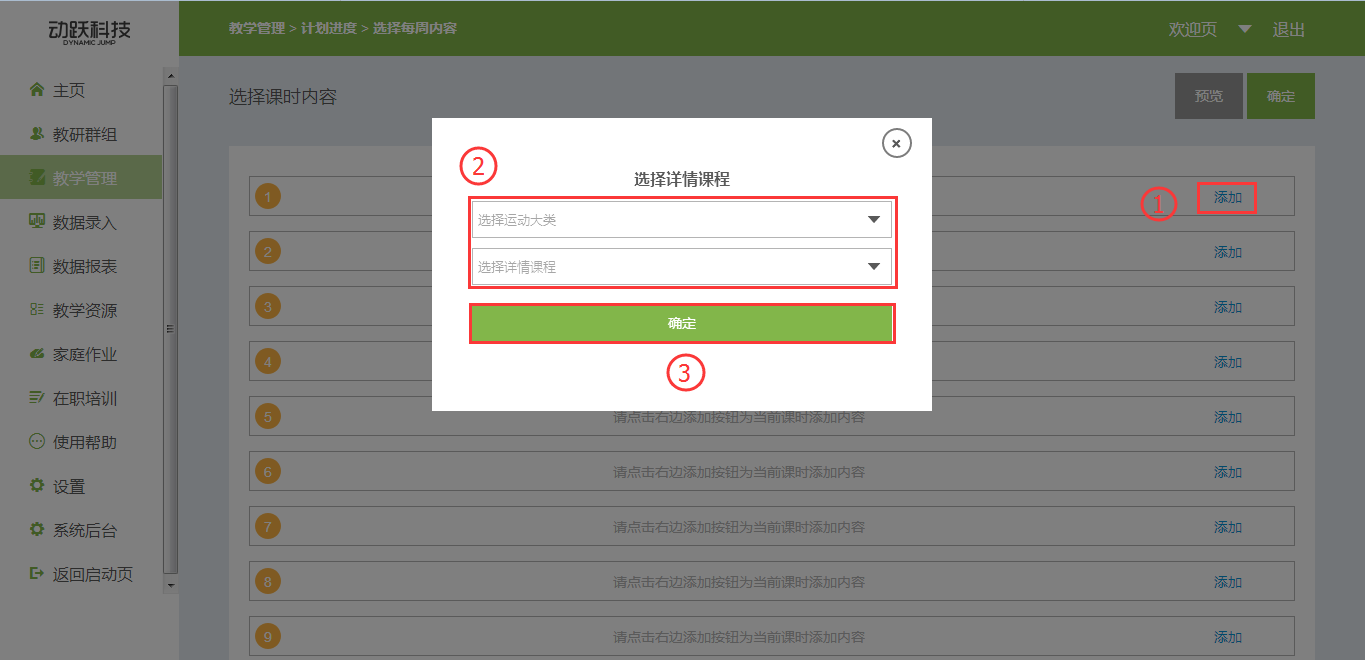 动跃科技
DYNAMIC JUMP
教学管理 > 计划进度 > 选择每周内容
欢迎页
退出
主页
教研群组
教学管理
数据录入
数据报表
教学资源
家庭作业
在职培训
使用帮助
设置
系统后台
返回启动页
选择课时内容
预览
确定
②
选择详情课程
选择运动大类
选择详情课程
确定
③
1
①
添加
2
添加
3
添加
4
添加
5 请点击右边添加按钮为当前课时添加内容 添加
6 请点击右边添加按钮为当前课时添加内容 添加
7 请点击右边添加按钮为当前课时添加内容 添加
8 请点击右边添加按钮为当前课时添加内容 添加
9 请点击右边添加按钮为当前课时添加内容 添加